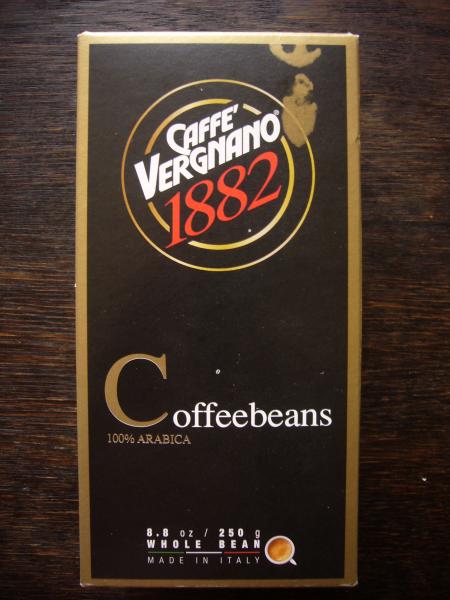 CAFFE'
VERGNANO®
1882
Coffeebeans
100% ARABICA
8.8 oz / 250 g
WHOLE BEAN
MADE IN ITALY